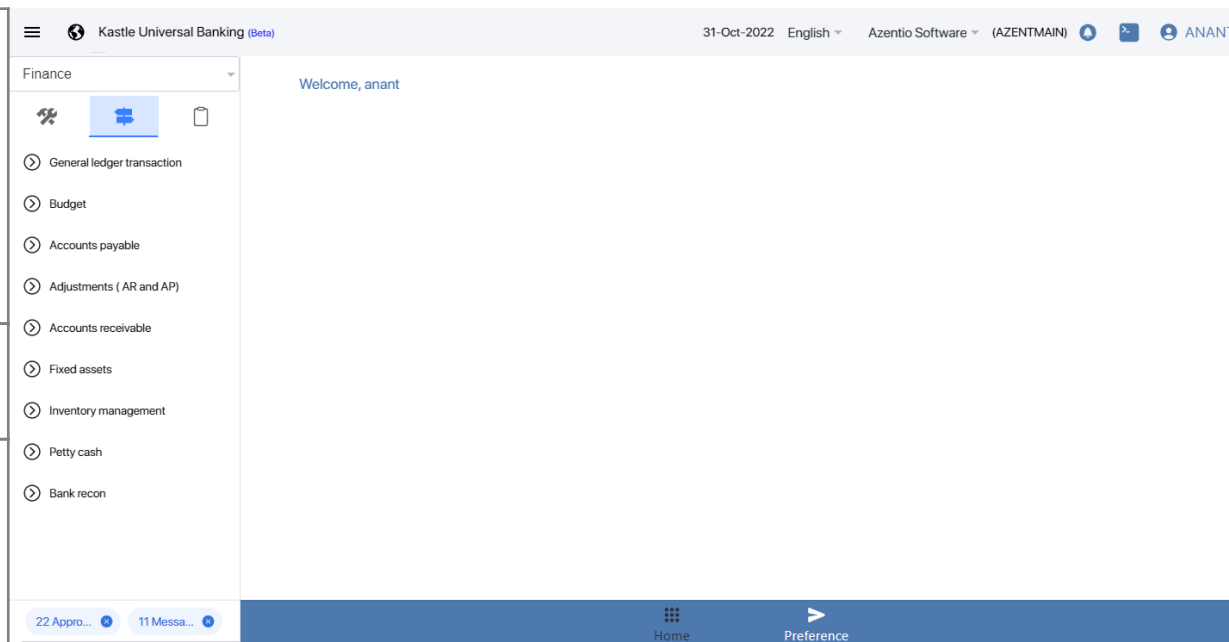 Kastle Universal Banking (Beta)
31-Oct-2022 English Azentio Software (AZENTMAIN) ANANT
Finance
Welcome, anant
General ledger transaction
Budget
Accounts payable
Adjustments ( AR and AP)
Accounts receivable
Fixed assets
Inventory management
Petty cash
Bank recon
22 Appro... 11 Messa...
Home Preference